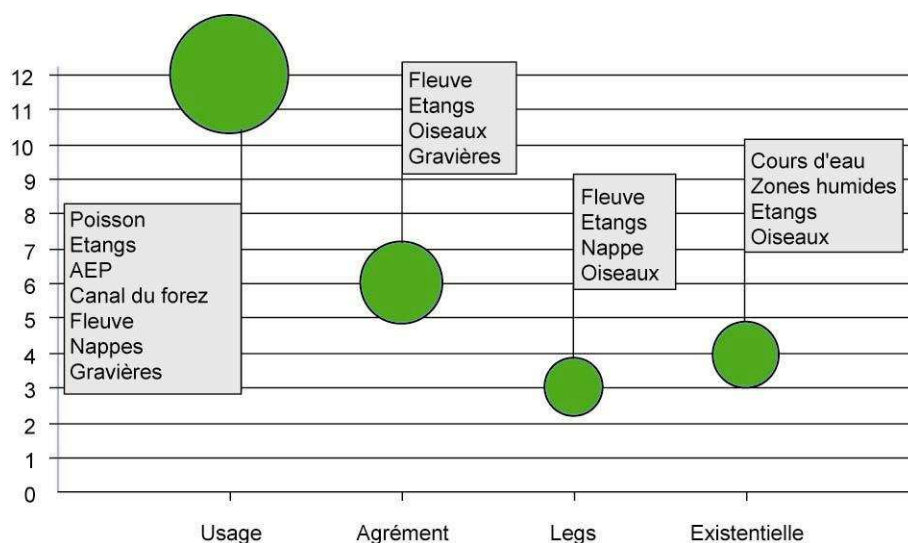 12
11
10
9
8
7
6
5
4
3
2
1
0
Poisson
Etangs
AEP
Canal du forez
Fleuve
Nappes
Gravières
Fleuve
Etangs
Oiseaux
Gravières
Fleuve
Etangs
Nappe
Oiseaux
Cours d'eau
Zones humides
Etangs
Oiseaux
Usage Agrément Legs Existentielle